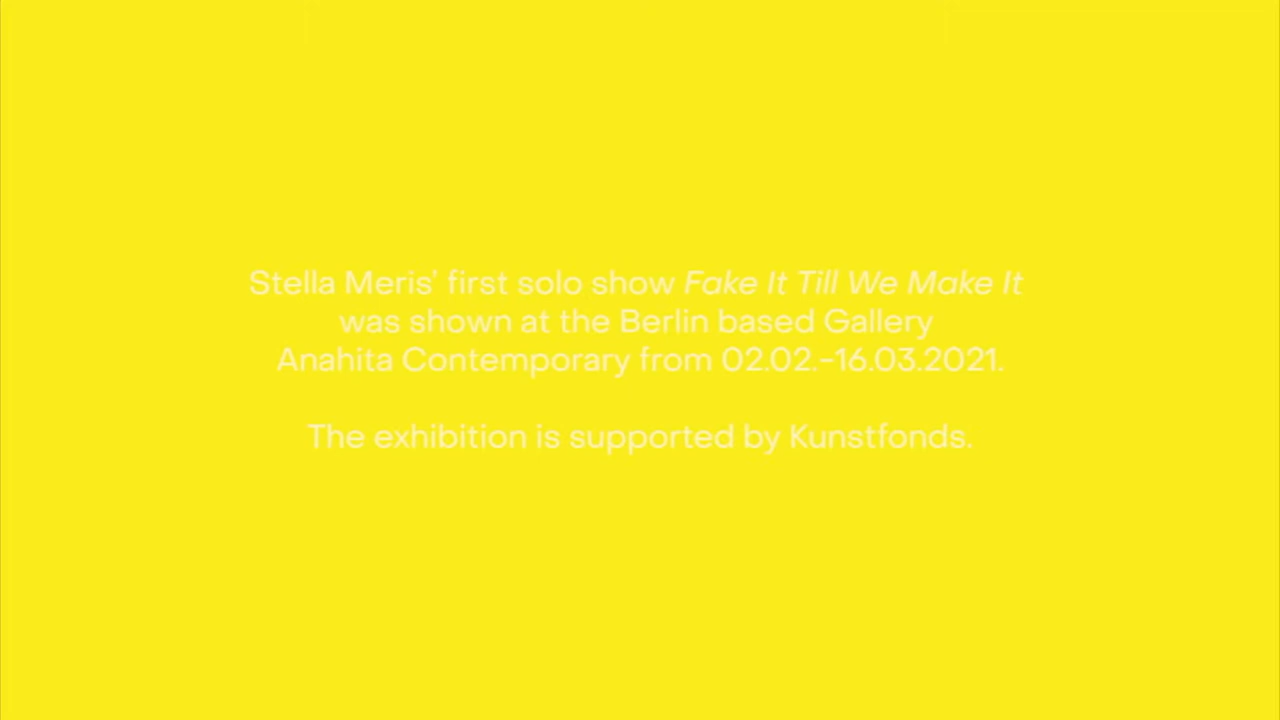 Stella Meris' first solo show Fake It Till We Make It
was shown at the Berlin based Gallery
Anahita Contemporary from 02.02.-16.03.2021.
The exhibition is supported by Kunstfonds.